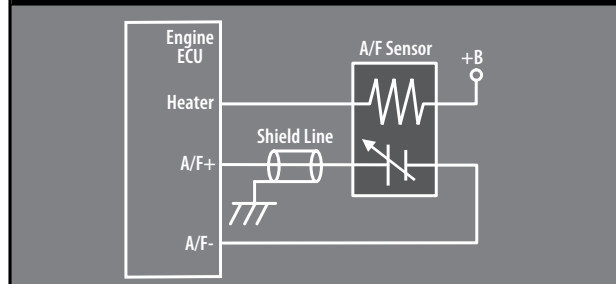 Engine
ECU
A/F Sensor
+B
Heater
Shield Line
A/F+
A/F-